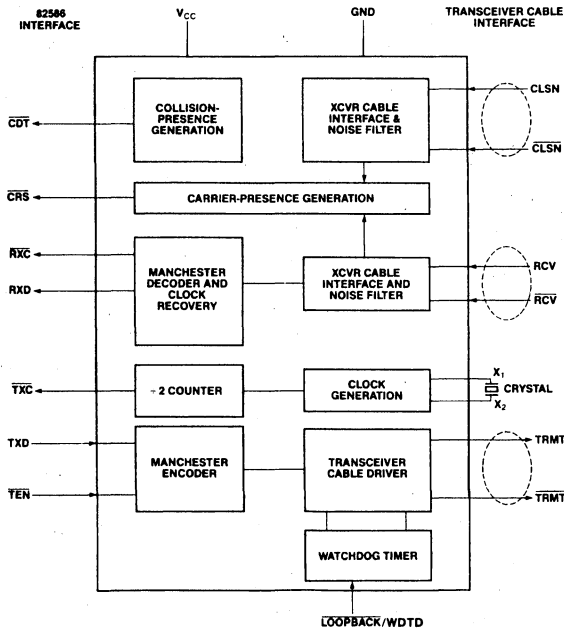 82586
INTERFACE
VCC
GND
TRANSCEIVER CABLE
INTERFACE
COLLISION-
PRESENCE
GENERATION
XCVR CABLE
INTERFACE &
NOISE FILTER
CLSN
CLSN
CDT
CRS
CARRIER-PRESENCE GENERATION
RXC
RXD
MANCHESTER
DECODER AND
CLOCK
RECOVERY
XCVR CABLE
INTERFACE AND
NOISE FILTER
RCV
RCV
TXC
÷ 2 COUNTER
CLOCK
GENERATION
X1
CRYSTAL
X2
TXD
TEN
MANCHESTER
ENCODER
TRANSCEIVER
CABLE DRIVER
TRMT
TRMT
WATCHDOG TIMER
LOOPBACK/WDTD